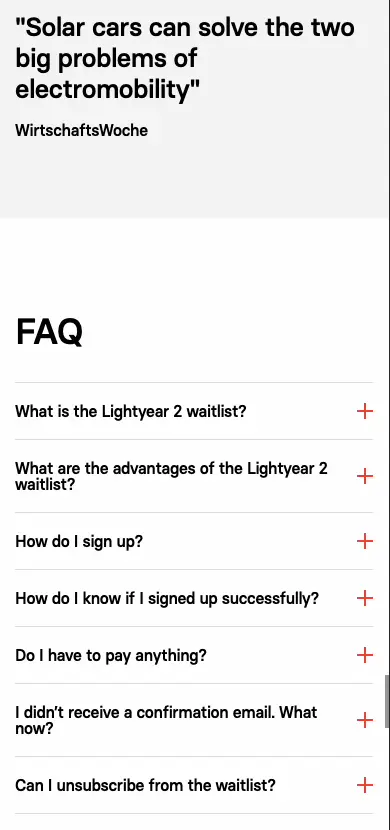 "Solar cars can solve the two
big problems of
electromobility"
WirtschaftsWoche
FAQ
What is the Lightyear 2 waitlist?
What are the advantages of the Lightyear 2
waitlist?
How do I sign up?
How do I know if I signed up successfully?
Do I have to pay anything?
I didn’t receive a confirmation email. What
now?
Can I unsubscribe from the waitlist?